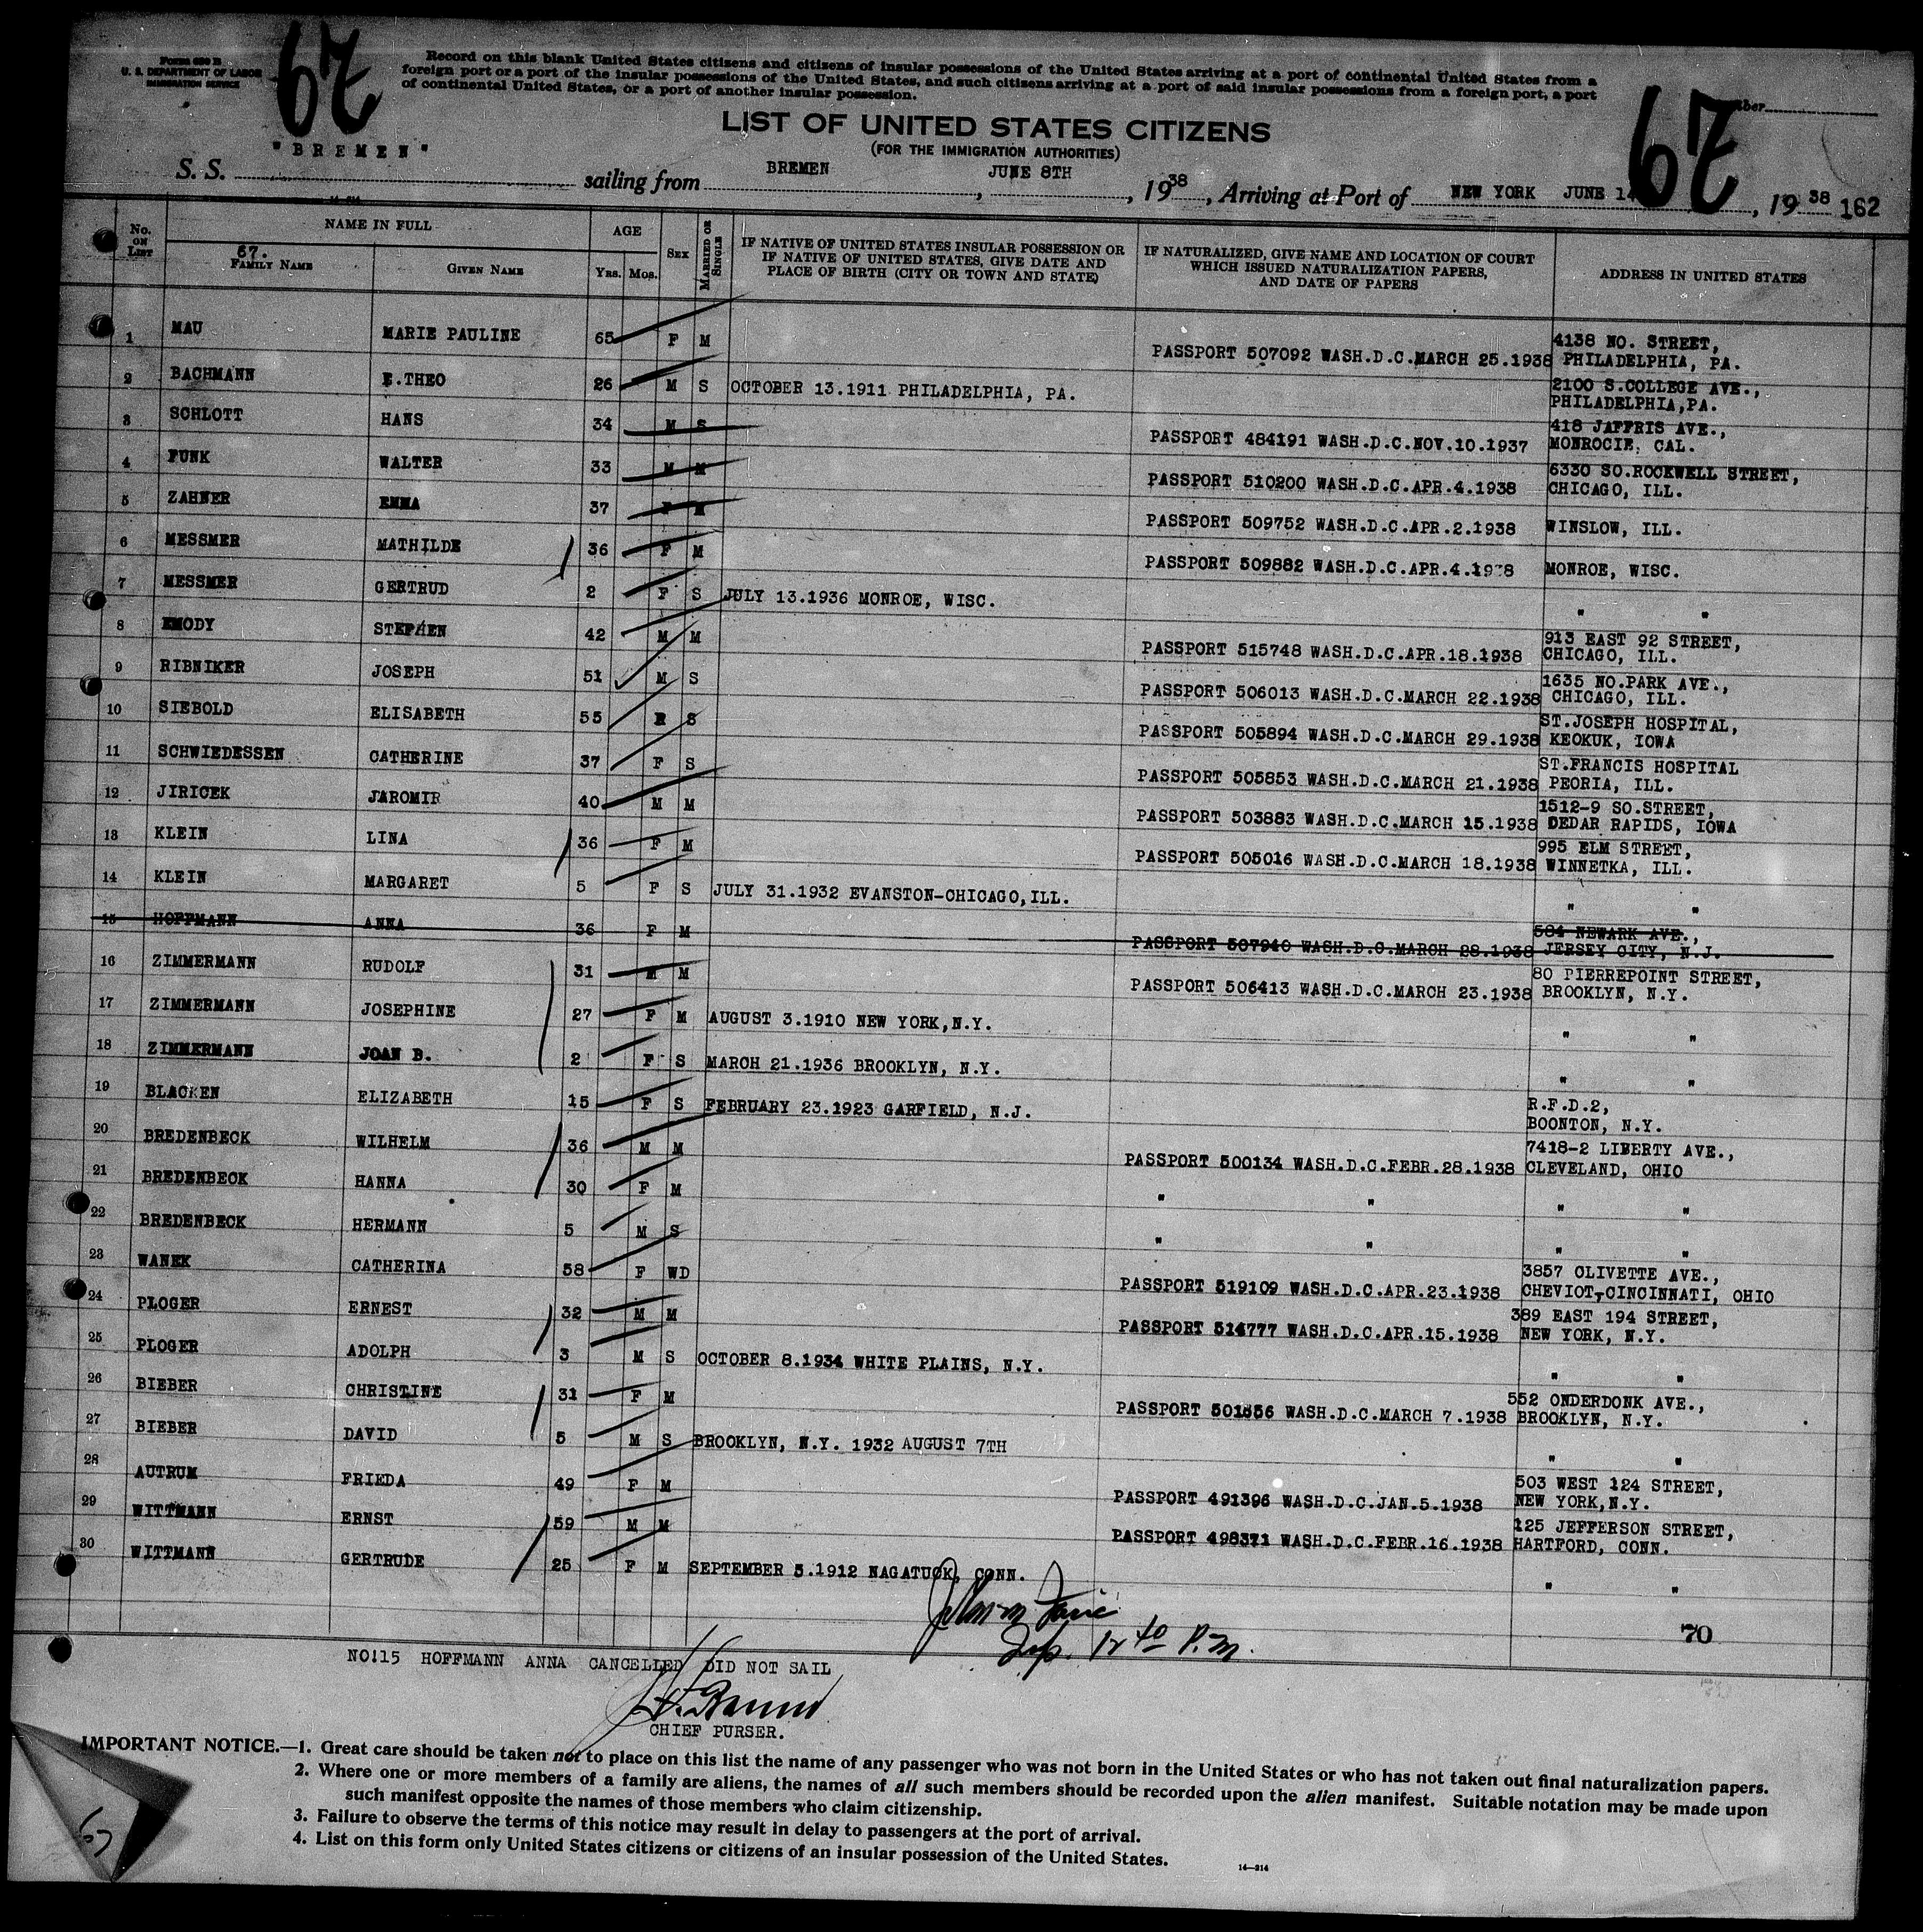 Form 630 B
U. S. DEPARTMENT OF LABOR
IMMIGRATION SERVICE
67
Record on this blank United States citizens and citizens of insular possessions of the United States arriving at a port of continental United States from a
foreign port or a port of the insular possessions of the United States, and such citizens arriving at a port of said insular possessions from a foreign port, a port
of continental United States, or a port of another insular possession.
67
LIST OF UNITED STATES CITIZENS
(FOR THE IMMIGRATION AUTHORITIES)
S. S. "BREMEN" sailing from BREMEN, JUNE 8TH, 1938, Arriving at Port of NEW YORK JUNE 14, 1938 162
No. ON LIST
NAME IN FULL
67.
FAMILY NAME
GIVEN NAME
AGE
YRS. MOS.
SEX
MARRIED OR SINGLE
IF NATIVE OF UNITED STATES INSULAR POSSESSION OR
IF NATIVE OF UNITED STATES, GIVE DATE AND
PLACE OF BIRTH (CITY OR TOWN AND STATE)
IF NATURALIZED, GIVE NAME AND LOCATION OF COURT
WHICH ISSUED NATURALIZATION PAPERS,
AND DATE OF PAPERS
ADDRESS IN UNITED STATES
1 MAU MARIE PAULINE 65 F M PASSPORT 507092 WASH.D.C.MARCH 25.1938 4138 NO. STREET,
PHILADELPHIA, PA.
2 BACHMANN E.THEO 26 M S OCTOBER 13.1911 PHILADELPHIA, PA. 2100 S.COLLEGE AVE.,
PHILADELPHIA,PA.
3 SCHLOTT HANS 34 M S PASSPORT 484191 WASH.D.C.NOV.10.1937 418 JAFFRIS AVE.,
MONROCIE, CAL.
4 FUNK WALTER 33 M M PASSPORT 510200 WASH.D.C.APR.4.1938 6330 SO.ROCKWELL STREET,
CHICAGO, ILL.
5 ZAHNER EMMA 37 F M PASSPORT 509752 WASH.D.C.APR.2.1938 WINSLOW, ILL.
6 MESSMER MATHILDE 36 F M PASSPORT 509882 WASH.D.C.APR.4.1938 MONROE, WISC.
7 MESSMER GERTRUD 2 F S JULY 13.1936 MONROE, WISC. " "
8 EMODY STEPHEN 42 M M PASSPORT 515748 WASH.D.C.APR.18.1938 913 EAST 92 STREET,
CHICAGO, ILL.
9 RIBNIKER JOSEPH 51 M S PASSPORT 506013 WASH.D.C.MARCH 22.1938 1635 NO.PARK AVE.,
CHICAGO, ILL.
10 SIEBOLD ELISABETH 55 F S PASSPORT 505894 WASH.D.C.MARCH 29.1938 ST.JOSEPH HOSPITAL,
KEOKUK, IOWA
11 SCHWIEDESSEN CATHERINE 37 F S PASSPORT 505853 WASH.D.C.MARCH 21.1938 ST.FRANCIS HOSPITAL
PEORIA, ILL.
12 JIRICEK JAROMIR 40 M M PASSPORT 503883 WASH.D.C.MARCH 15.1938 1512-9 SO.STREET,
CEDAR RAPIDS, IOWA
13 KLEIN LINA 36 F M PASSPORT 505016 WASH.D.C.MARCH 18.1938 995 ELM STREET,
WINNETKA, ILL.
14 KLEIN MARGARET 5 F S JULY 31.1932 EVANSTON-CHICAGO,ILL. " "
15 HOFFMANN ANNA 36 F M PASSPORT 507940 WASH.D.C.MARCH 28.1938 584 NEWARK AVE.,
JERSEY CITY, N.J.
16 ZIMMERMANN RUDOLF 31 M M PASSPORT 506413 WASH.D.C.MARCH 23.1938 80 PIERREPOINT STREET,
BROOKLYN, N.Y.
17 ZIMMERMANN JOSEPHINE 27 F M AUGUST 3.1910 NEW YORK,N.Y. " "
18 ZIMMERMANN JOAN B. 2 F S MARCH 21.1936 BROOKLYN, N.Y. " "
19 BLACKEN ELIZABETH 15 F S FEBRUARY 23.1923 GARFIELD, N.J. R.F.D.2,
BOONTON, N.Y.
20 BREDENBECK WILHELM 36 M M PASSPORT 500134 WASH.D.C.FEBR.28.1938 7418-2 LIBERTY AVE.,
CLEVELAND, OHIO
21 BREDENBECK HANNA 30 F M " " " "
22 BREDENBECK HERMANN 5 M S " " " "
23 WANEK CATHERINA 58 F WD PASSPORT 519109 WASH.D.C.APR.23.1938 3857 OLIVETTE AVE.,
CHEVIOT-CINCINNATI, OHIO
24 PLOGER ERNEST 32 M M PASSPORT 514777 WASH.D.C.APR.15.1938 389 EAST 194 STREET,
NEW YORK, N.Y.
25 PLOGER ADOLPH 3 M S OCTOBER 8.1934 WHITE PLAINS, N.Y. " "
26 BIEBER CHRISTINE 31 F M PASSPORT 501556 WASH.D.C.MARCH 7.1938 552 ONDERDONK AVE.,
BROOKLYN, N.Y.
27 BIEBER DAVID 5 M S BROOKLYN, N.Y. 1932 AUGUST 7TH " "
28 AUTRUM FRIEDA 49 F M PASSPORT 491396 WASH.D.C.JAN.5.1938 503 WEST 124 STREET,
NEW YORK,N.Y.
29 WITTMANN ERNST 59 M M PASSPORT 498371 WASH.D.C.FEBR.16.1938 125 JEFFERSON STREET,
HARTFORD, CONN.
30 WITTMANN GERTRUDE 25 F M SEPTEMBER 5.1912 NAGATUCK, CONN. " "
70
Insp. 12 40 P.M.
NO!15 HOFFMANN ANNA CANCELLED DID NOT SAIL
CHIEF PURSER.
IMPORTANT NOTICE.—1. Great care should be taken not to place on this list the name of any passenger who was not born in the United States or who has not taken out final naturalization papers.
2. Where one or more members of a family are aliens, the names of all such members should be recorded upon the alien manifest. Suitable notation may be made upon
such manifest opposite the names of those members who claim citizenship.
3. Failure to observe the terms of this notice may result in delay to passengers at the port of arrival.
4. List on this form only United States citizens or citizens of an insular possession of the United States.
14—214